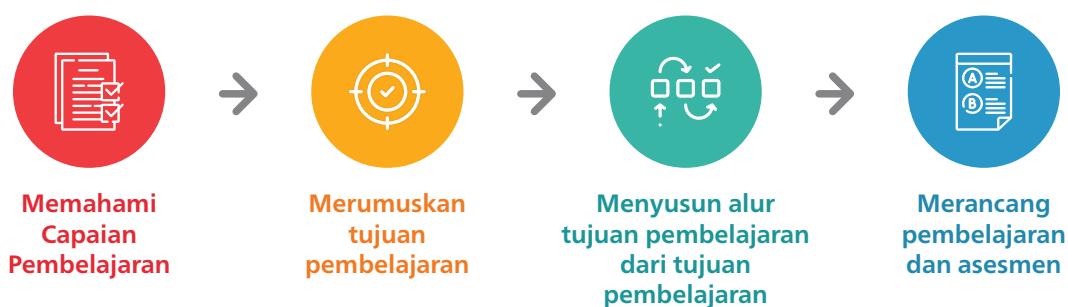 Memahami
Capaian
Pembelajaran
Merumuskan
tujuan
pembelajaran
Menyusun alur
tujuan pembelajaran
dari tujuan
pembelajaran
A
B
Merancang
pembelajaran
dan asesmen